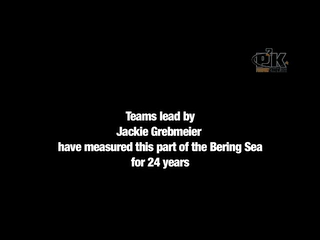 Teams lead by
Jackie Grebmeier
have measured this part of the Bering Sea
for 24 years